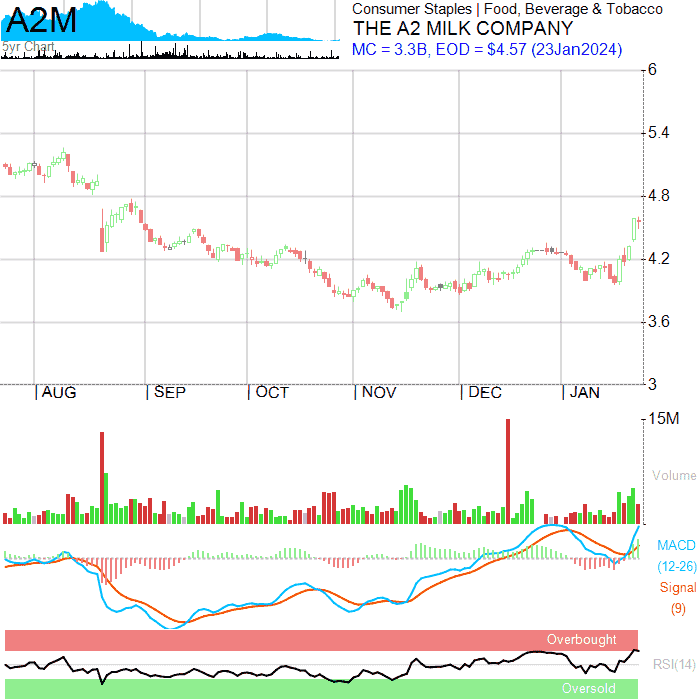 A2M
5yr Chart
Consumer Staples | Food, Beverage & Tobacco
THE A2 MILK COMPANY
MC = 3.3B, EOD = $4.57 (23Jan2024)
6
5.4
4.8
4.2
3.6
3
| AUG | SEP | OCT | NOV | DEC | JAN
15M
Volume
MACD
(12-26)
Signal
(9)
Overbought
RSI(14)
Oversold